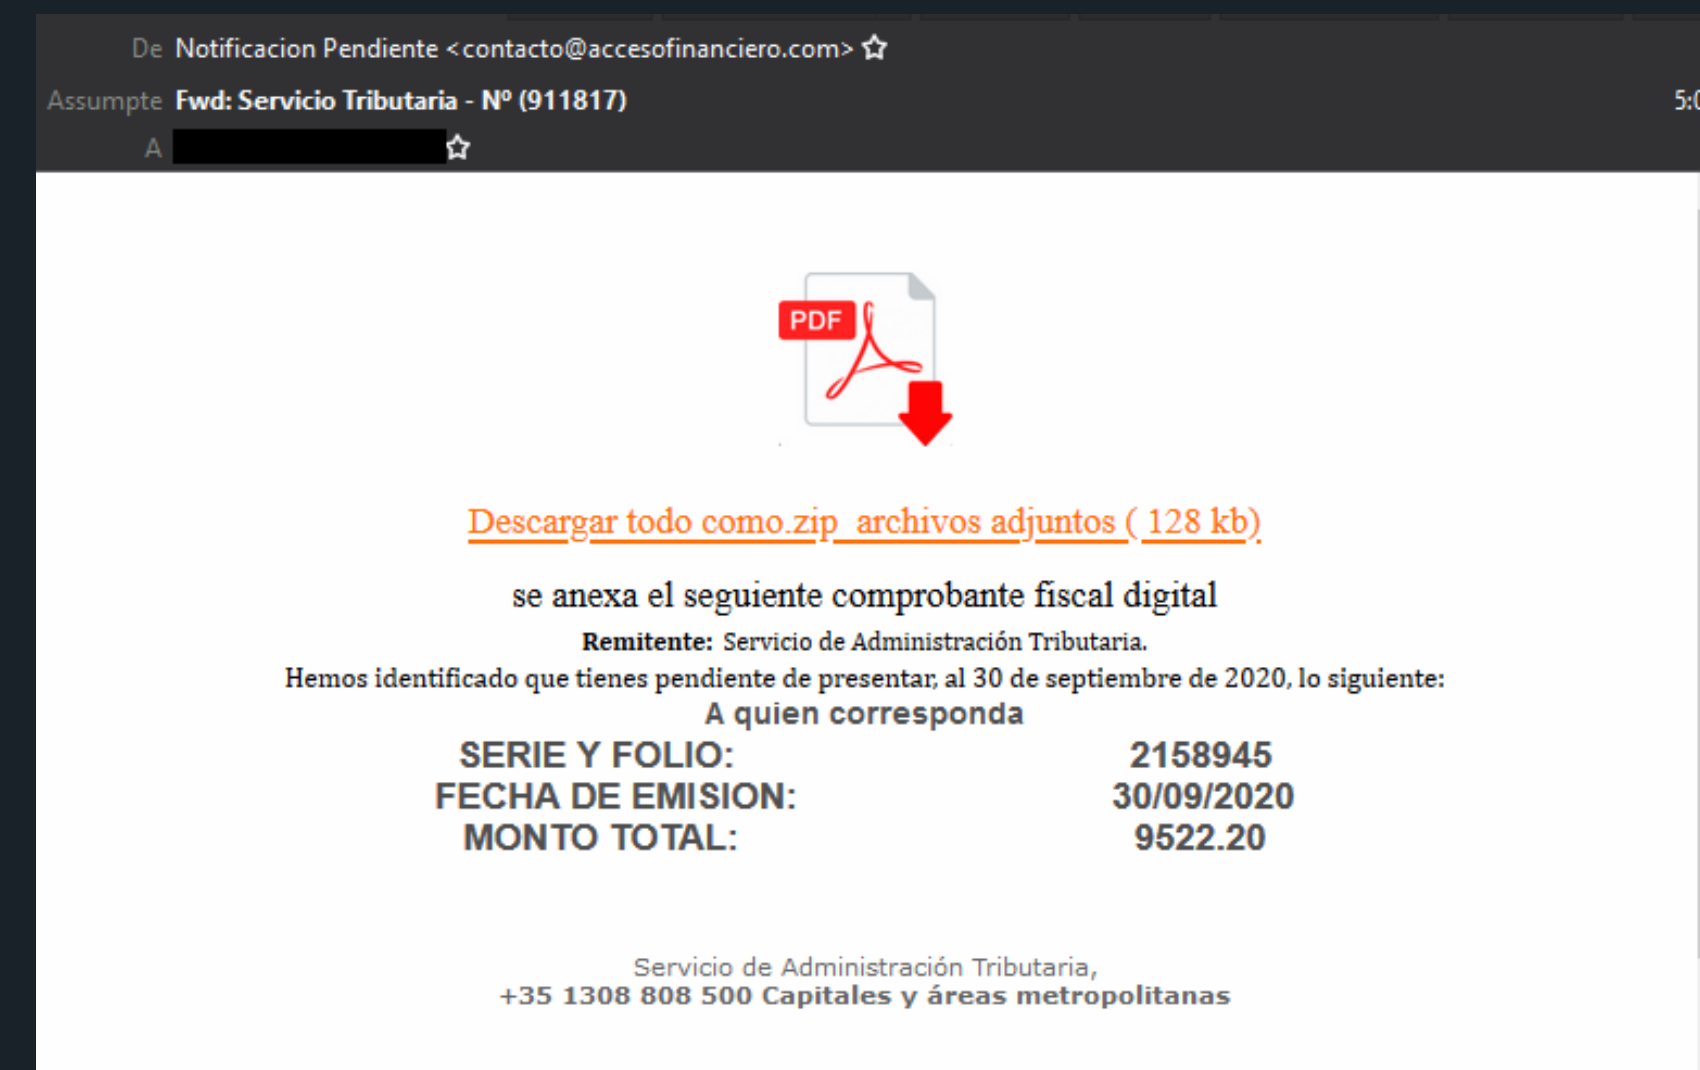 De Notificacion Pendiente <contacto@accesofinanciero.com>
Assumpte Fwd: Servicio Tributaria - Nº (911817)
A
PDF
Descargar todo como.zip archivos adjuntos ( 128 kb)
se anexa el seguiente comprobante fiscal digital
Remitente: Servicio de Administración Tributaria.
Hemos identificado que tienes pendiente de presentar, al 30 de septiembre de 2020, lo siguiente:
A quien corresponda
SERIE Y FOLIO: 2158945
FECHA DE EMISION: 30/09/2020
MONTO TOTAL: 9522.20
Servicio de Administración Tributaria,
+35 1308 808 500 Capitales y áreas metropolitanas